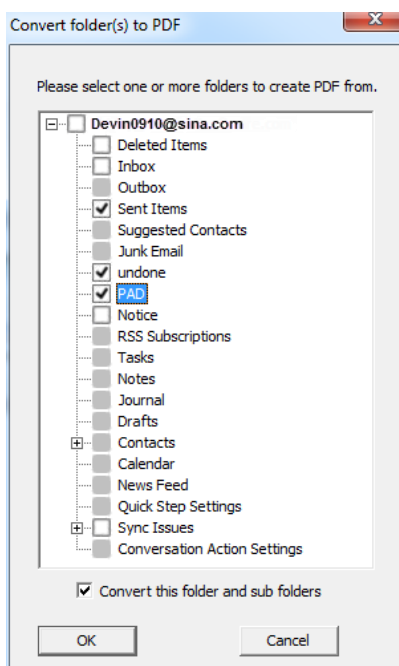 Convert folder(s) to PDF
Please select one or more folders to create PDF from.
Devin0910@sina.com
Deleted Items
Inbox
Outbox
Sent Items
Suggested Contacts
Junk Email
undone
PAD
Notice
RSS Subscriptions
Tasks
Notes
Journal
Drafts
Contacts
Calendar
News Feed
Quick Step Settings
Sync Issues
Conversation Action Settings
Convert this folder and sub folders
OK Cancel